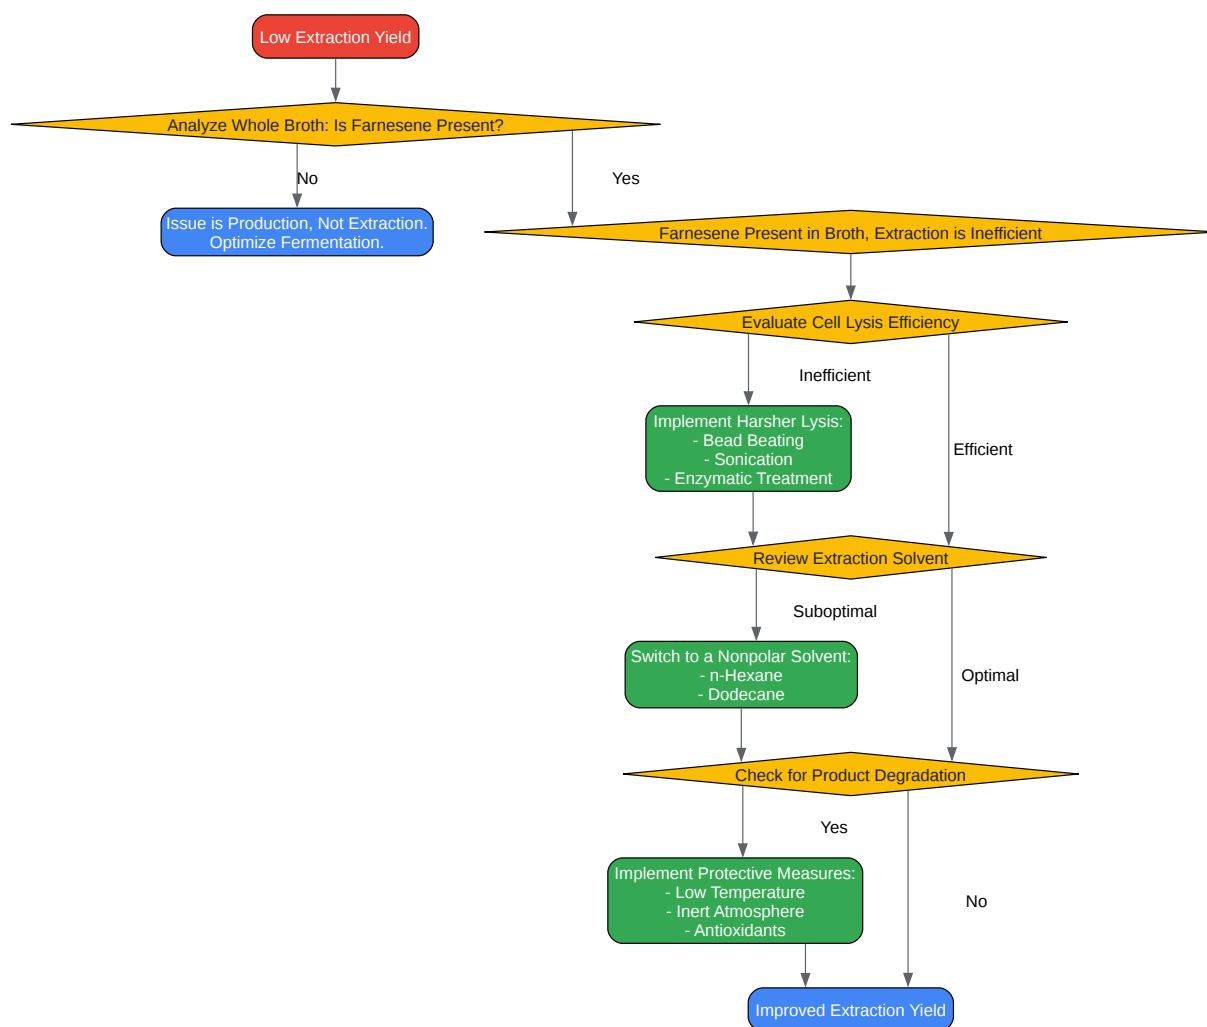 Low Extraction Yield
Analyze Whole Broth: Is Farnesene Present?
No
Yes
Issue is Production, Not Extraction.
Optimize Fermentation.
Farnesene Present in Broth, Extraction is Inefficient
Evaluate Cell Lysis Efficiency
Inefficient
Implement Harsher Lysis:
- Bead Beating
- Sonication
- Enzymatic Treatment
Efficient
Review Extraction Solvent
Suboptimal
Switch to a Nonpolar Solvent:
- n-Hexane
- Dodecane
Optimal
Check for Product Degradation
Yes
Implement Protective Measures:
- Low Temperature
- Inert Atmosphere
- Antioxidants
No
Improved Extraction Yield